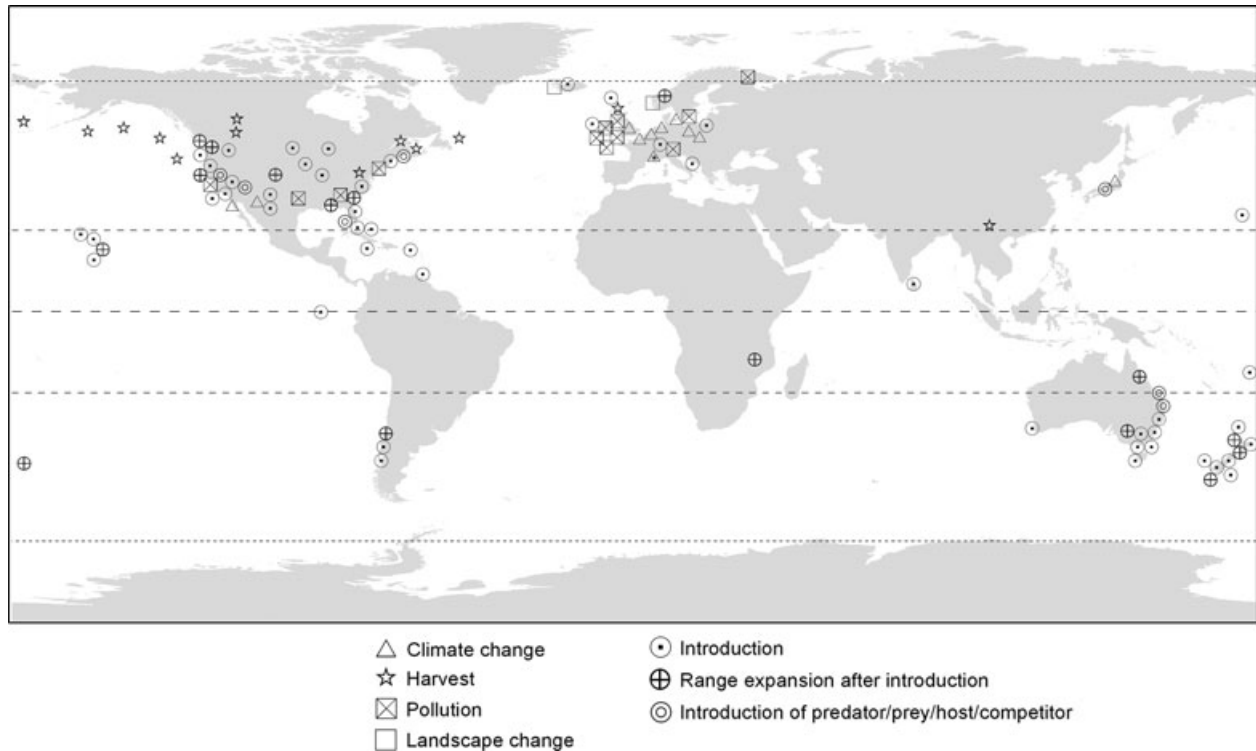 Climate change
Harvest
Pollution
Landscape change
Introduction
Range expansion after introduction
Introduction of predator/prey/host/competitor